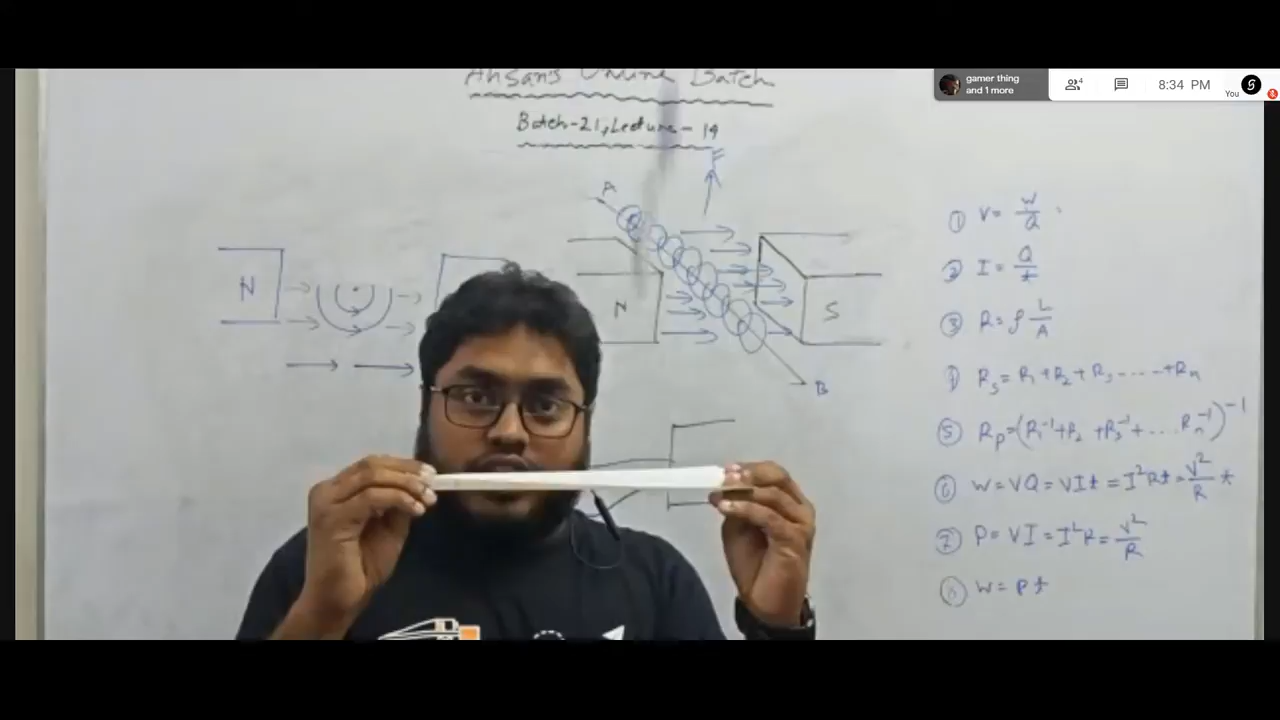 Ahsan's Online Batch
Batch-21, Lecture-19
gamer thing
and 1 more
4
8:34 PM
You
F
A
N
N
S
B
① V = W/Q
② I = Q/t
③ R = ρ L/A
④ Rs = R₁ + R₂ + R₃ ..... + Rn
⑤ Rp = (R₁⁻¹ + R₂ + R₃⁻¹ + .... Rn⁻¹)⁻¹
⑥ W = VQ = VIt = I²Rt = V²/R t
⑦ P = VI = I²R = V²/R
⑧ W = Pt